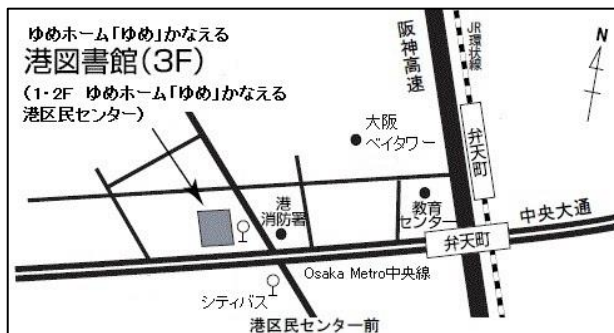 ゆめホーム「ゆめ」かなえる
港図書館(3F)
(1・2F ゆめホーム「ゆめ」かなえる
港区民センター)
阪神高速
JR環状線
N
大阪
ベイタワー
弁天町
港
消防署
教育
センター
中央大通
弁天町
Osaka Metro中央線
シティバス
港区民センター前